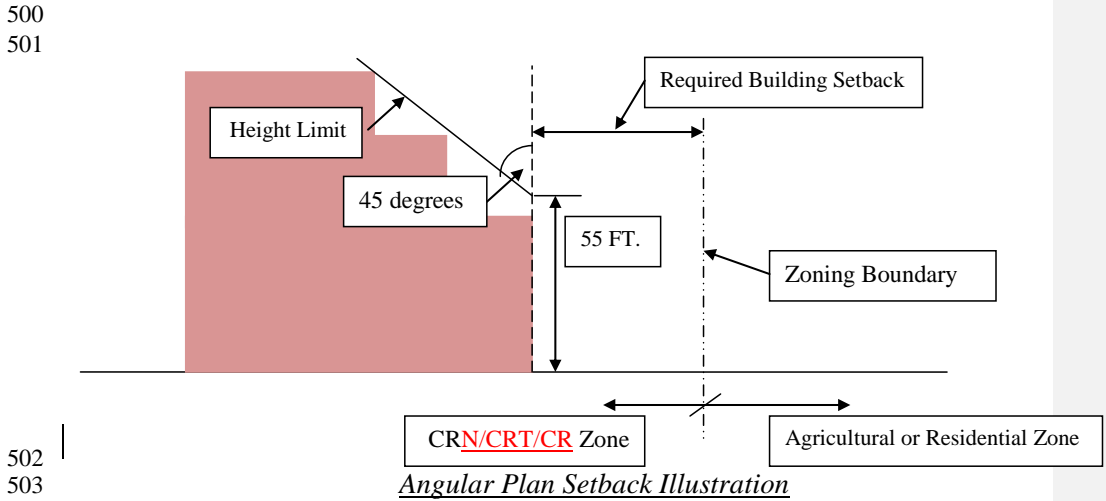 500
501
Required Building Setback
Height Limit
45 degrees
55 FT.
Zoning Boundary
CRN/CRT/CR Zone
Agricultural or Residential Zone
502
503
Angular Plan Setback Illustration